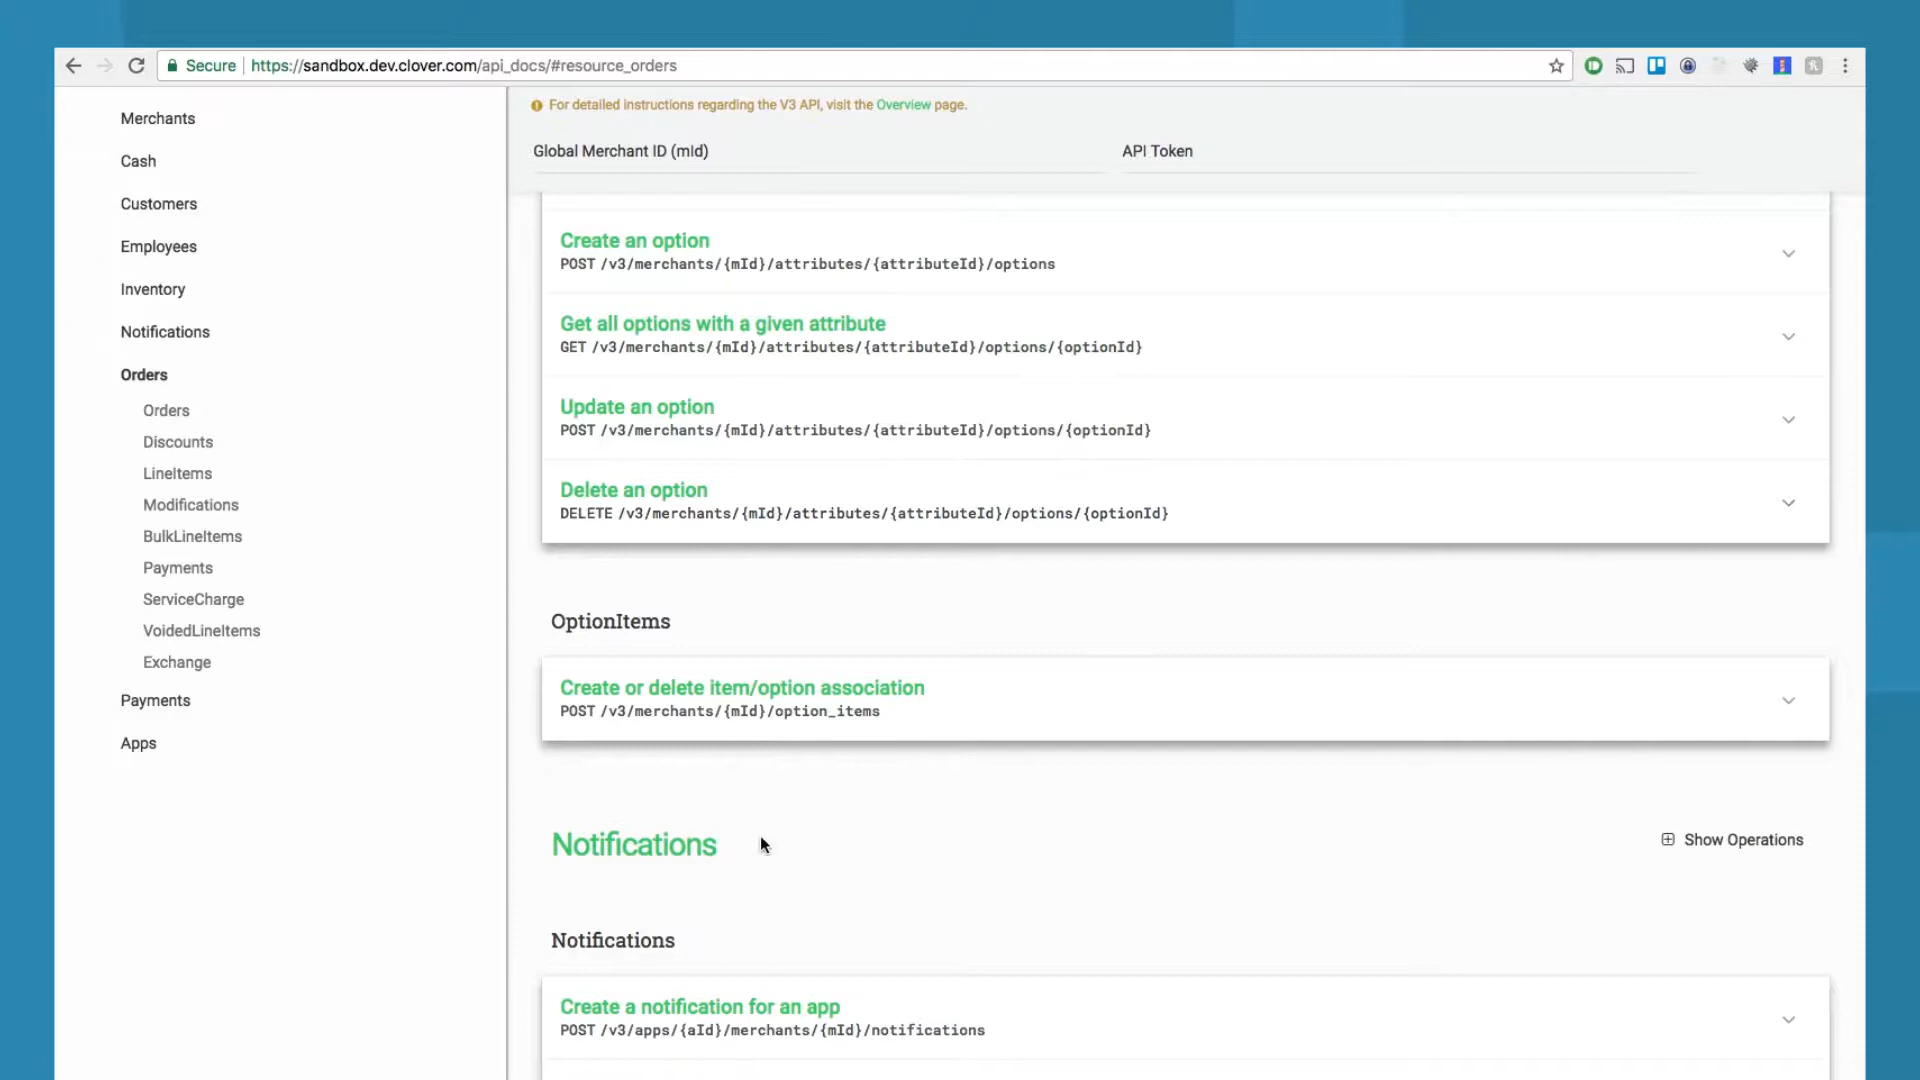 Secure https://sandbox.dev.clover.com/api_docs/#resource_orders
For detailed instructions regarding the V3 API, visit the Overview page.
Global Merchant ID (mId)
API Token
Merchants
Cash
Customers
Employees
Inventory
Notifications
Orders
Orders
Discounts
LineItems
Modifications
BulkLineItems
Payments
ServiceCharge
VoidedLineItems
Exchange
Payments
Apps
Create an option
POST /v3/merchants/{mId}/attributes/{attributeId}/options
Get all options with a given attribute
GET /v3/merchants/{mId}/attributes/{attributeId}/options/{optionId}
Update an option
POST /v3/merchants/{mId}/attributes/{attributeId}/options/{optionId}
Delete an option
DELETE /v3/merchants/{mId}/attributes/{attributeId}/options/{optionId}
OptionItems
Create or delete item/option association
POST /v3/merchants/{mId}/option_items
Notifications
Show Operations
Notifications
Create a notification for an app
POST /v3/apps/{aId}/merchants/{mId}/notifications